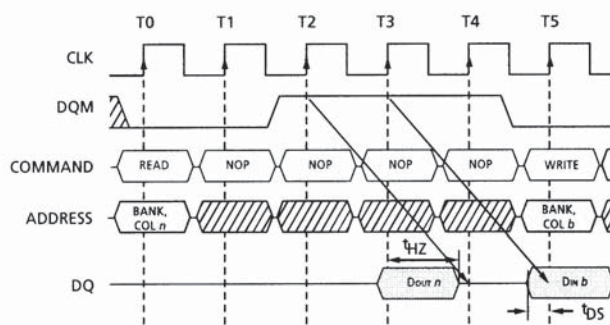 T0 T1 T2 T3 T4 T5
CLK
DQM
COMMAND READ NOP NOP NOP NOP WRITE
ADDRESS BANK, COL n BANK, COL b
tHZ
DQ DOUT n DIN b
tDS